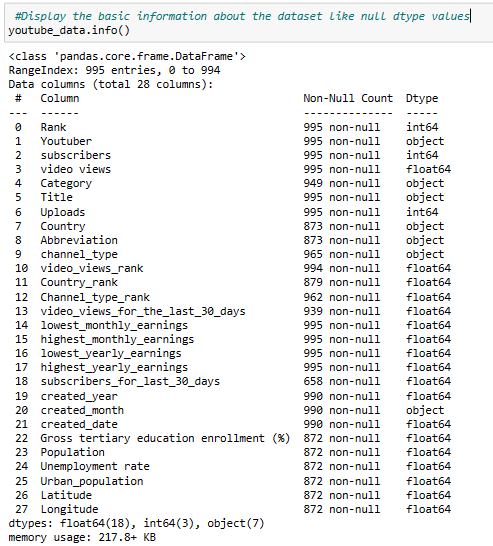 #Display the basic information about the dataset like null dtype values
youtube_data.info()
<class 'pandas.core.frame.DataFrame'>
RangeIndex: 995 entries, 0 to 994
Data columns (total 28 columns):
 #   Column                                   Non-Null Count  Dtype
---  ------                                   --------------  -----
 0   Rank                                     995 non-null    int64
 1   Youtuber                                 995 non-null    object
 2   subscribers                              995 non-null    int64
 3   video views                              995 non-null    float64
 4   Category                                 949 non-null    object
 5   Title                                    995 non-null    object
 6   Uploads                                  995 non-null    int64
 7   Country                                  873 non-null    object
 8   Abbreviation                             873 non-null    object
 9   channel_type                             965 non-null    object
 10  video_views_rank                         994 non-null    float64
 11  Country_rank                             879 non-null    float64
 12  Channel_type_rank                        962 non-null    float64
 13  video_views_for_the_last_30_days         939 non-null    float64
 14  lowest_monthly_earnings                  995 non-null    float64
 15  highest_monthly_earnings                 995 non-null    float64
 16  lowest_yearly_earnings                   995 non-null    float64
 17  highest_yearly_earnings                  995 non-null    float64
 18  subscribers_for_last_30_days             658 non-null    float64
 19  created_year                             990 non-null    float64
 20  created_month                            990 non-null    object
 21  created_date                             990 non-null    float64
 22  Gross tertiary education enrollment (%)  872 non-null    float64
 23  Population                               872 non-null    float64
 24  Unemployment rate                        872 non-null    float64
 25  Urban_population                         872 non-null    float64
 26  Latitude                                 872 non-null    float64
 27  Longitude                                872 non-null    float64
dtypes: float64(18), int64(3), object(7)
memory usage: 217.8+ KB